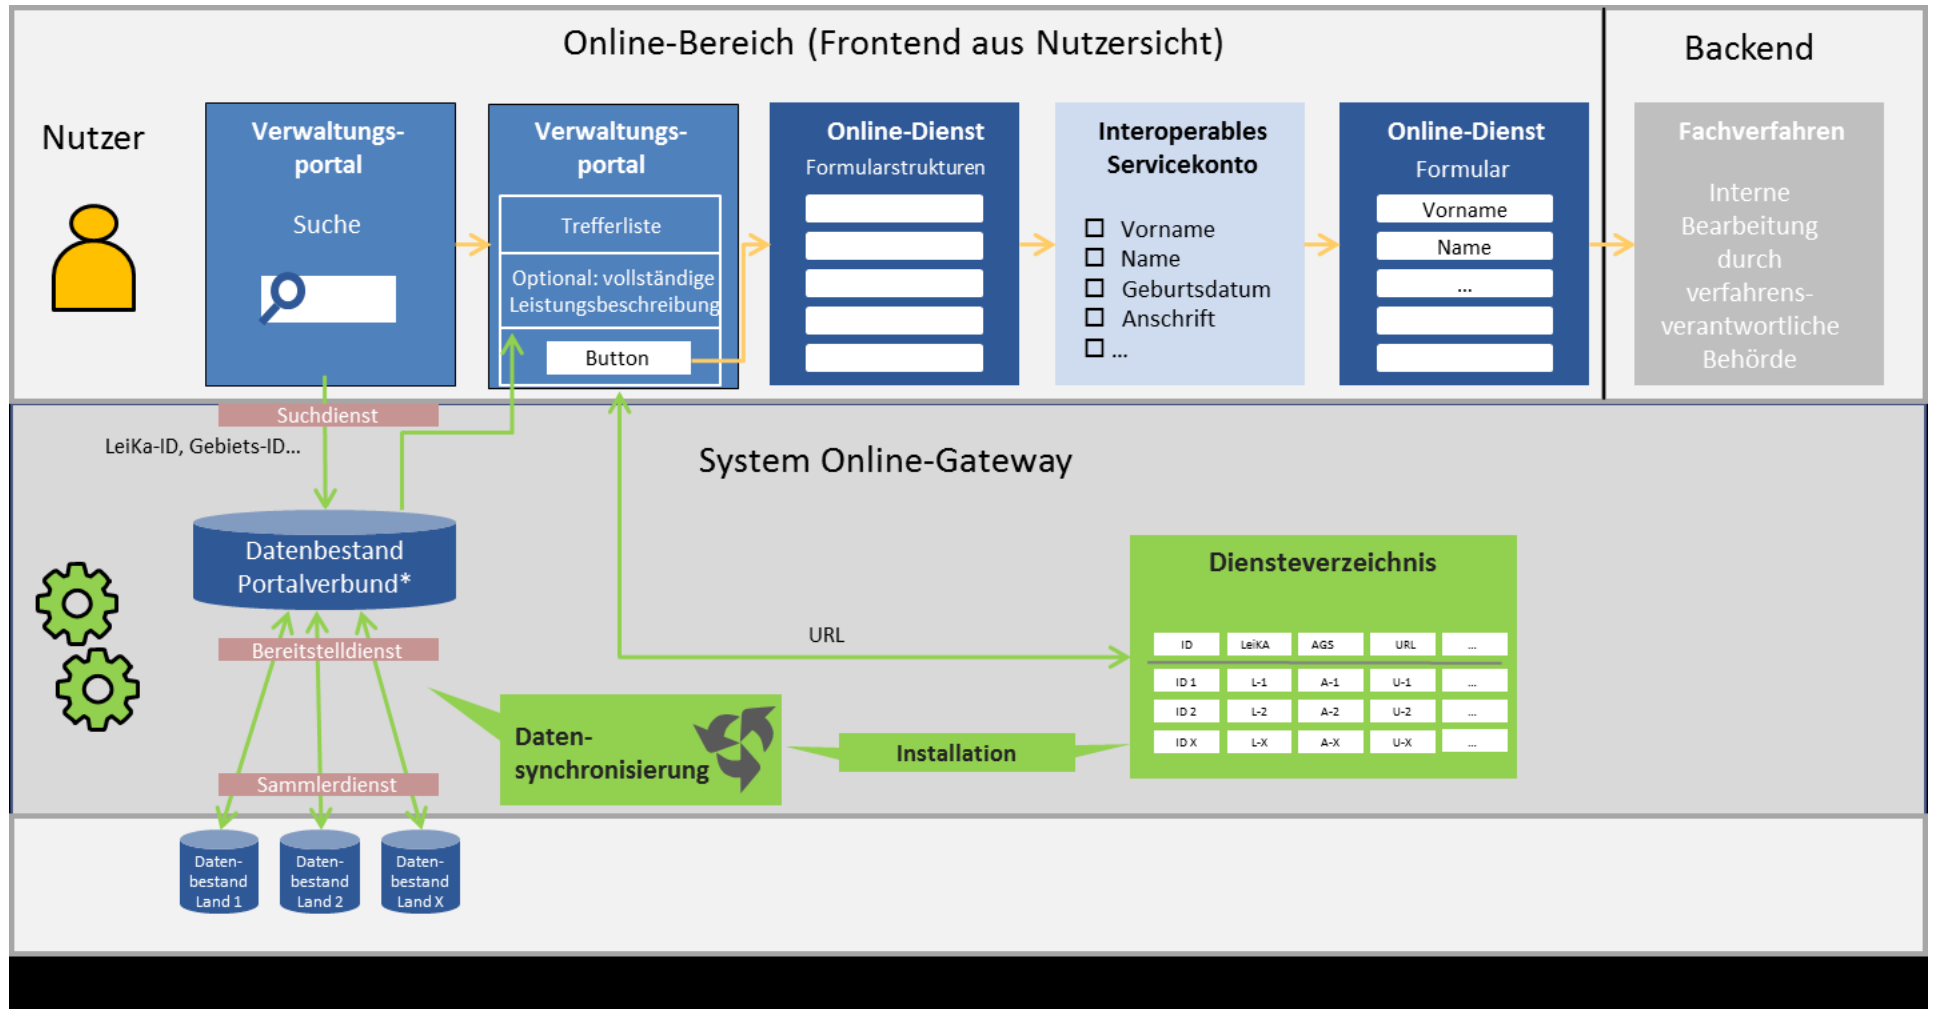 Online-Bereich (Frontend aus Nutzersicht)
Backend
Nutzer
Verwaltungs-
portal
Suche
Verwaltungs-
portal
Trefferliste
Optional: vollständige
Leistungsbeschreibung
Button
Online-Dienst
Formularstrukturen
Interoperables
Servicekonto
Vorname
Name
Geburtsdatum
Anschrift
...
Online-Dienst
Formular
Vorname
Name
...
Fachverfahren
Interne
Bearbeitung
durch
verfahrens-
verantwortliche
Behörde
Suchdienst
LeiKa-ID, Gebiets-ID...
System Online-Gateway
Datenbestand
Portalverbund*
Bereitstelldienst
URL
Diensteverzeichnis
ID LeiKA AGS URL ...
ID 1 L-1 A-1 U-1 ...
ID 2 L-2 A-2 U-2 ...
ID X L-X A-X U-X ...
Daten-
synchronisierung
Installation
Sammlerdienst
Daten-
bestand
Land 1
Daten-
bestand
Land 2
Daten-
bestand
Land X